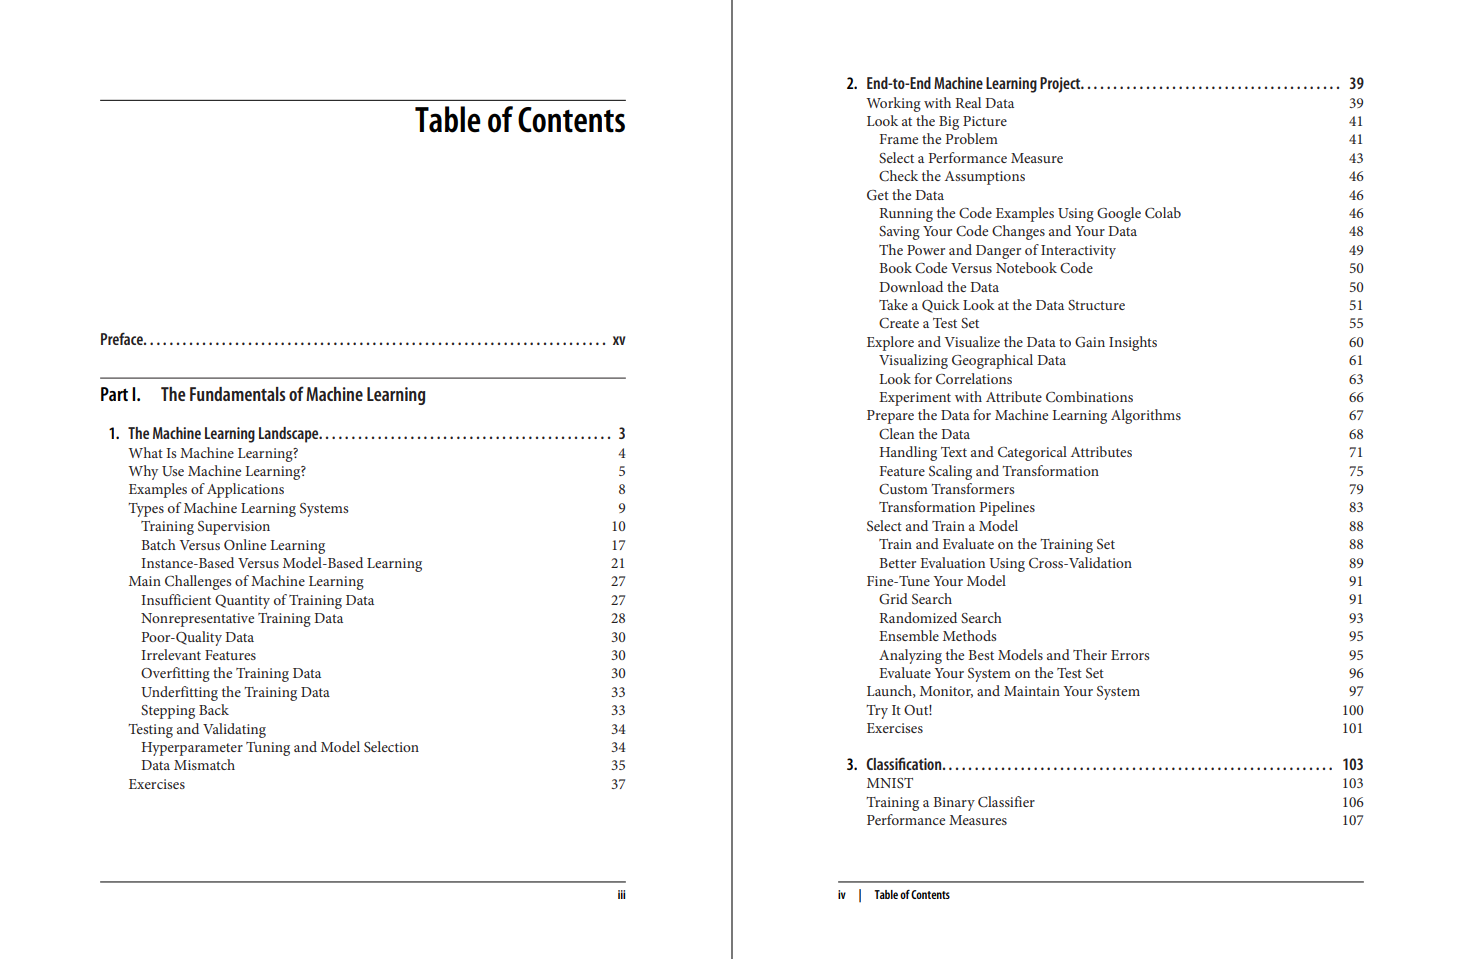 Table of Contents
Preface. . . . . . . . . . . . . . . . . . . . . . . . . . . . . . . . . . . . . . . . . . . . . . . . . . . . . . . . . . . . . . . . . . . . . . . xv
Part I. The Fundamentals of Machine Learning
1. The Machine Learning Landscape. . . . . . . . . . . . . . . . . . . . . . . . . . . . . . . . . . . . . . . . . . . . . 3
What Is Machine Learning? 4
Why Use Machine Learning? 5
Examples of Applications 8
Types of Machine Learning Systems 9
Training Supervision 10
Batch Versus Online Learning 17
Instance-Based Versus Model-Based Learning 21
Main Challenges of Machine Learning 27
Insufficient Quantity of Training Data 27
Nonrepresentative Training Data 28
Poor-Quality Data 30
Irrelevant Features 30
Overfitting the Training Data 30
Underfitting the Training Data 33
Stepping Back 33
Testing and Validating 34
Hyperparameter Tuning and Model Selection 34
Data Mismatch 35
Exercises 37
iii
2. End-to-End Machine Learning Project. . . . . . . . . . . . . . . . . . . . . . . . . . . . . . . . . . . . . . . 39
Working with Real Data 39
Look at the Big Picture 41
Frame the Problem 41
Select a Performance Measure 43
Check the Assumptions 46
Get the Data 46
Running the Code Examples Using Google Colab 46
Saving Your Code Changes and Your Data 48
The Power and Danger of Interactivity 49
Book Code Versus Notebook Code 50
Download the Data 50
Take a Quick Look at the Data Structure 51
Create a Test Set 55
Explore and Visualize the Data to Gain Insights 60
Visualizing Geographical Data 61
Look for Correlations 63
Experiment with Attribute Combinations 66
Prepare the Data for Machine Learning Algorithms 67
Clean the Data 68
Handling Text and Categorical Attributes 71
Feature Scaling and Transformation 75
Custom Transformers 79
Transformation Pipelines 83
Select and Train a Model 88
Train and Evaluate on the Training Set 88
Better Evaluation Using Cross-Validation 89
Fine-Tune Your Model 91
Grid Search 91
Randomized Search 93
Ensemble Methods 95
Analyzing the Best Models and Their Errors 95
Evaluate Your System on the Test Set 96
Launch, Monitor, and Maintain Your System 97
Try It Out! 100
Exercises 101
3. Classification. . . . . . . . . . . . . . . . . . . . . . . . . . . . . . . . . . . . . . . . . . . . . . . . . . . . . . . . . . . . 103
MNIST 103
Training a Binary Classifier 106
Performance Measures 107
iv | Table of Contents